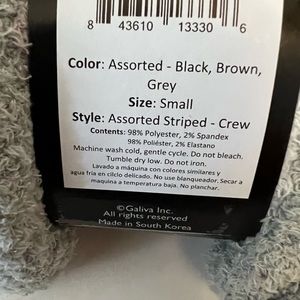 8 43610 13330 6
Color: Assorted - Black, Brown,
Grey
Size: Small
Style: Assorted Striped - Crew
Contents: 98% Polyester, 2% Spandex
98% Poliéster, 2% Elastano
Machine wash cold, gentle cycle. Do not bleach.
Tumble dry low. Do not iron.
Lavado a máquina con colores similares y
agua fría en cilclo delicado. No usar blanqueador. Secar a
maquina a temperatura baja. No planchar.
©Galiva Inc.
All rights reserved
Made in South Korea